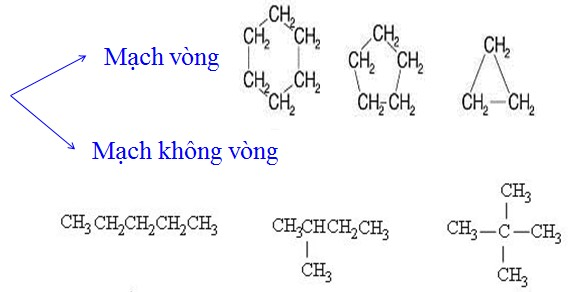 Mạch vòng
CH₂
CH₂ CH₂
CH₂ CH₂
CH₂
CH₂
CH₂ CH₂
CH₂-CH₂
CH₂
CH₂—CH₂
Mạch không vòng
CH₃CH₂CH₂CH₂CH₃
CH₃CHCH₂CH₃
CH₃
CH₃
CH₃—C—CH₃
CH₃